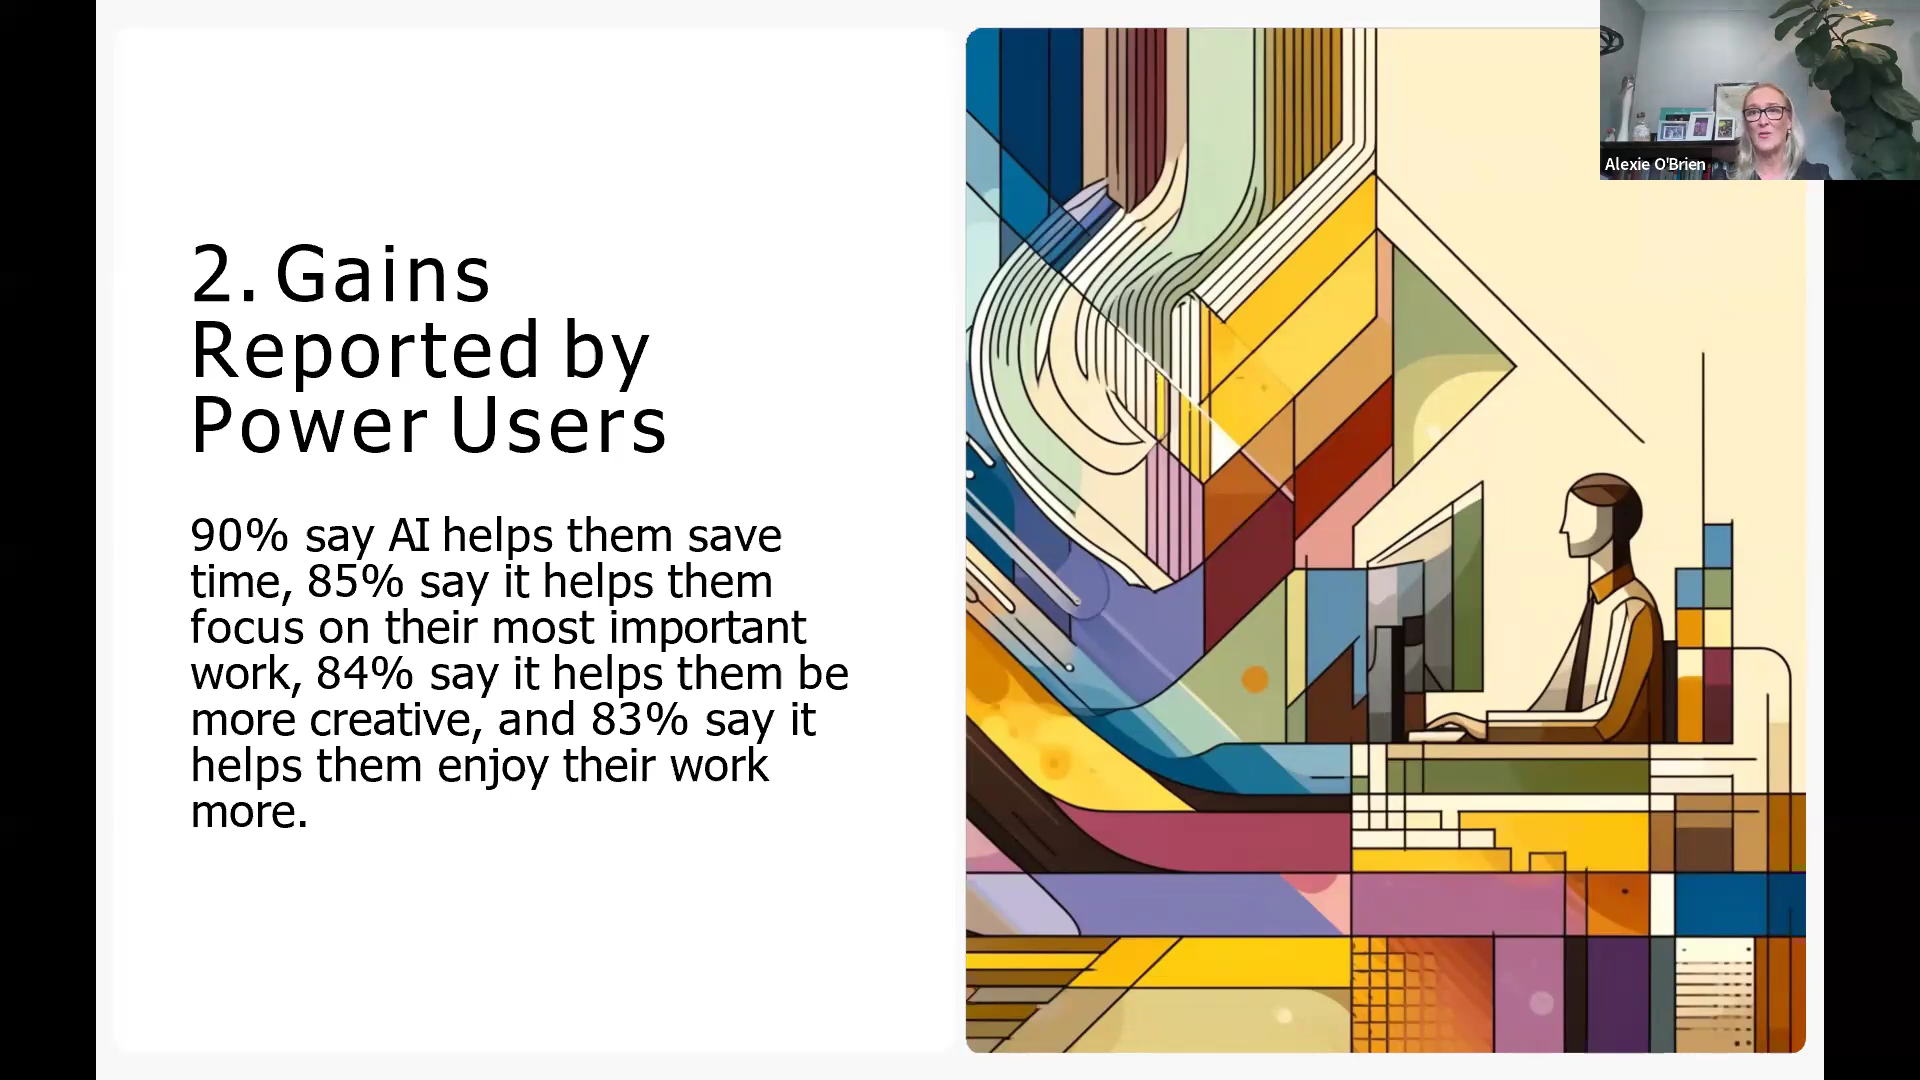 2. Gains
Reported by
Power Users
90% say AI helps them save
time, 85% say it helps them
focus on their most important
work, 84% say it helps them be
more creative, and 83% say it
helps them enjoy their work
more.
Alexie O'Brien